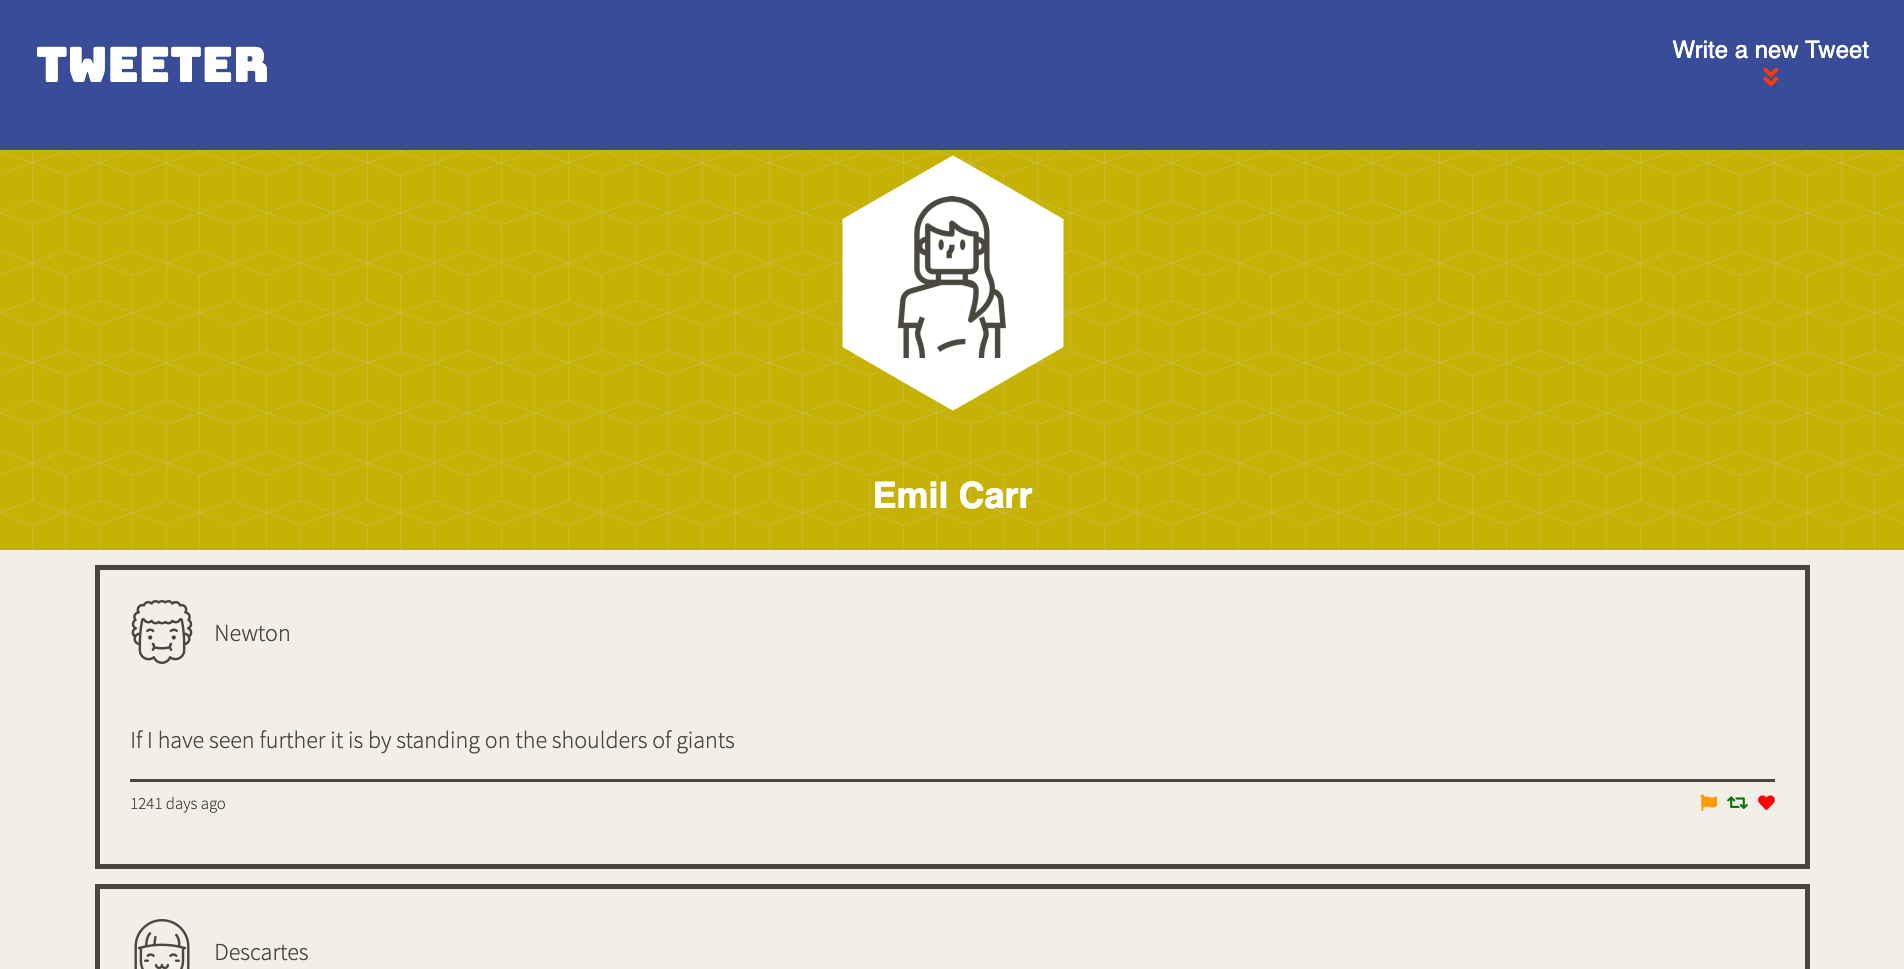 TWEETER
Write a new Tweet
Emil Carr
Newton
If I have seen further it is by standing on the shoulders of giants
1241 days ago
Descartes